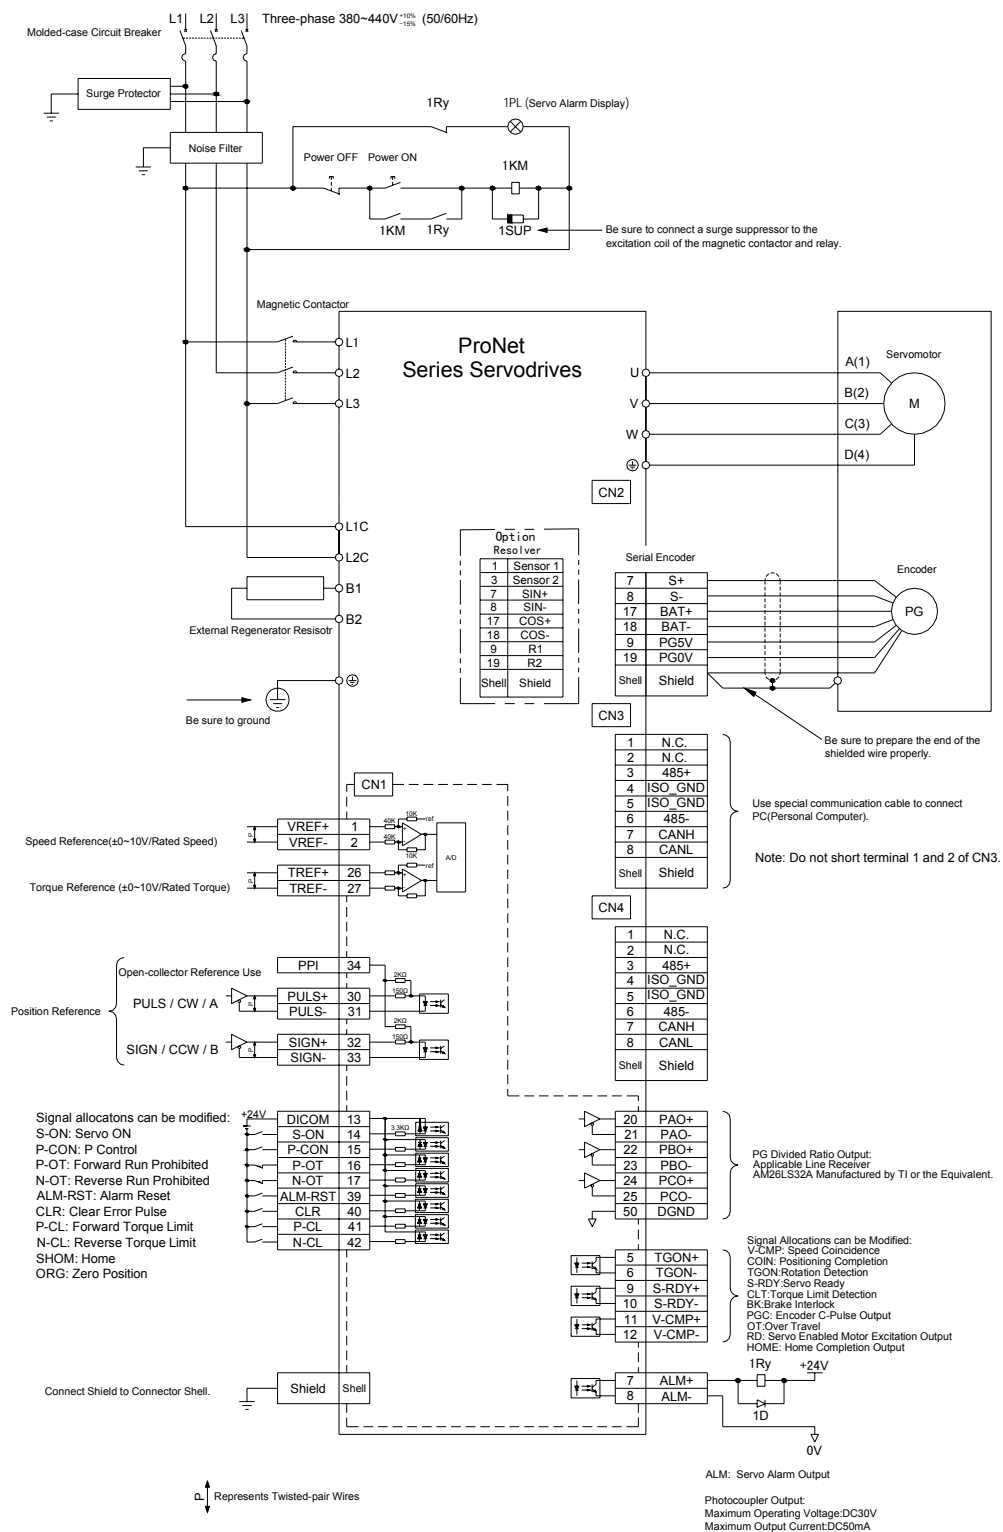 L1 L2 L3 Three-phase 380~440V +10% -15% (50/60Hz)
Molded-case Circuit Breaker
Surge Protector
Noise Filter
1Ry 1PL (Servo Alarm Display)
Power OFF Power ON 1KM
1KM 1Ry 1SUP
Be sure to connect a surge suppressor to the
excitation coil of the magnetic contactor and relay.
Magnetic Contactor
ProNet
Series Servodrives
L1
L2
L3
L1C
L2C
B1
B2
External Regenerator Resisotr
Be sure to ground
U
V
W
A(1)
B(2)
C(3)
D(4)
Servomotor
M
CN2
Option
Resolver
1 Sensor 1
3 Sensor 2
7 SIN+
8 SIN-
17 COS+
18 COS-
9 R1
19 R2
Shell Shield
Serial Encoder
7 S+
8 S-
17 BAT+
18 BAT-
9 PG5V
19 PG0V
Shell Shield
Encoder
PG
Be sure to prepare the end of the
shielded wire properly.
CN3
1 N.C.
2 N.C.
3 485+
4 ISO_GND
5 ISO_GND
6 485-
7 CANH
8 CANL
Shell Shield
Use special communication cable to connect
PC(Personal Computer).
Note: Do not short terminal 1 and 2 of CN3.
CN4
1 N.C.
2 N.C.
3 485+
4 ISO_GND
5 ISO_GND
6 485-
7 CANH
8 CANL
Shell Shield
CN1
Speed Reference(±0~10V/Rated Speed)
P
VREF+ 1
VREF- 2
40K
40K
10K
10K
ref
A/D
Torque Reference (±0~10V/Rated Torque)
P
TREF+ 26
TREF- 27
ref
Position Reference
Open-collector Reference Use
PPI 34
2KΩ
PULS / CW / A
P
PULS+ 30
PULS- 31
150Ω
2KΩ
SIGN / CCW / B
P
SIGN+ 32
SIGN- 33
150Ω
Signal allocatons can be modified:
S-ON: Servo ON
P-CON: P Control
P-OT: Forward Run Prohibited
N-OT: Reverse Run Prohibited
ALM-RST: Alarm Reset
CLR: Clear Error Pulse
P-CL: Forward Torque Limit
N-CL: Reverse Torque Limit
SHOM: Home
ORG: Zero Position
+24V
DICOM 13
S-ON 14
P-CON 15
P-OT 16
N-OT 17
ALM-RST 39
CLR 40
P-CL 41
N-CL 42
3.3KΩ
20 PAO+
21 PAO-
22 PBO+
23 PBO-
24 PCO+
25 PCO-
50 DGND
PG Divided Ratio Output:
Applicable Line Receiver
AM26LS32A Manufactured by TI or the Equivalent.
5 TGON+
6 TGON-
9 S-RDY+
10 S-RDY-
11 V-CMP+
12 V-CMP-
Signal Allocations can be Modified:
V-CMP: Speed Coincidence
COIN: Positioning Completion
TGON:Rotation Detection
S-RDY:Servo Ready
CLT:Torque Limit Detection
BK:Brake Interlock
PGC: Encoder C-Pulse Output
OT:Over Travel
RD: Servo Enabled Motor Excitation Output
HOME: Home Completion Output
Connect Shield to Connector Shell.
Shield Shell
7 ALM+
8 ALM-
1Ry +24V
1D
0V
ALM: Servo Alarm Output
Photocoupler Output:
Maximum Operating Voltage:DC30V
Maximum Output Current:DC50mA
P Represents Twisted-pair Wires